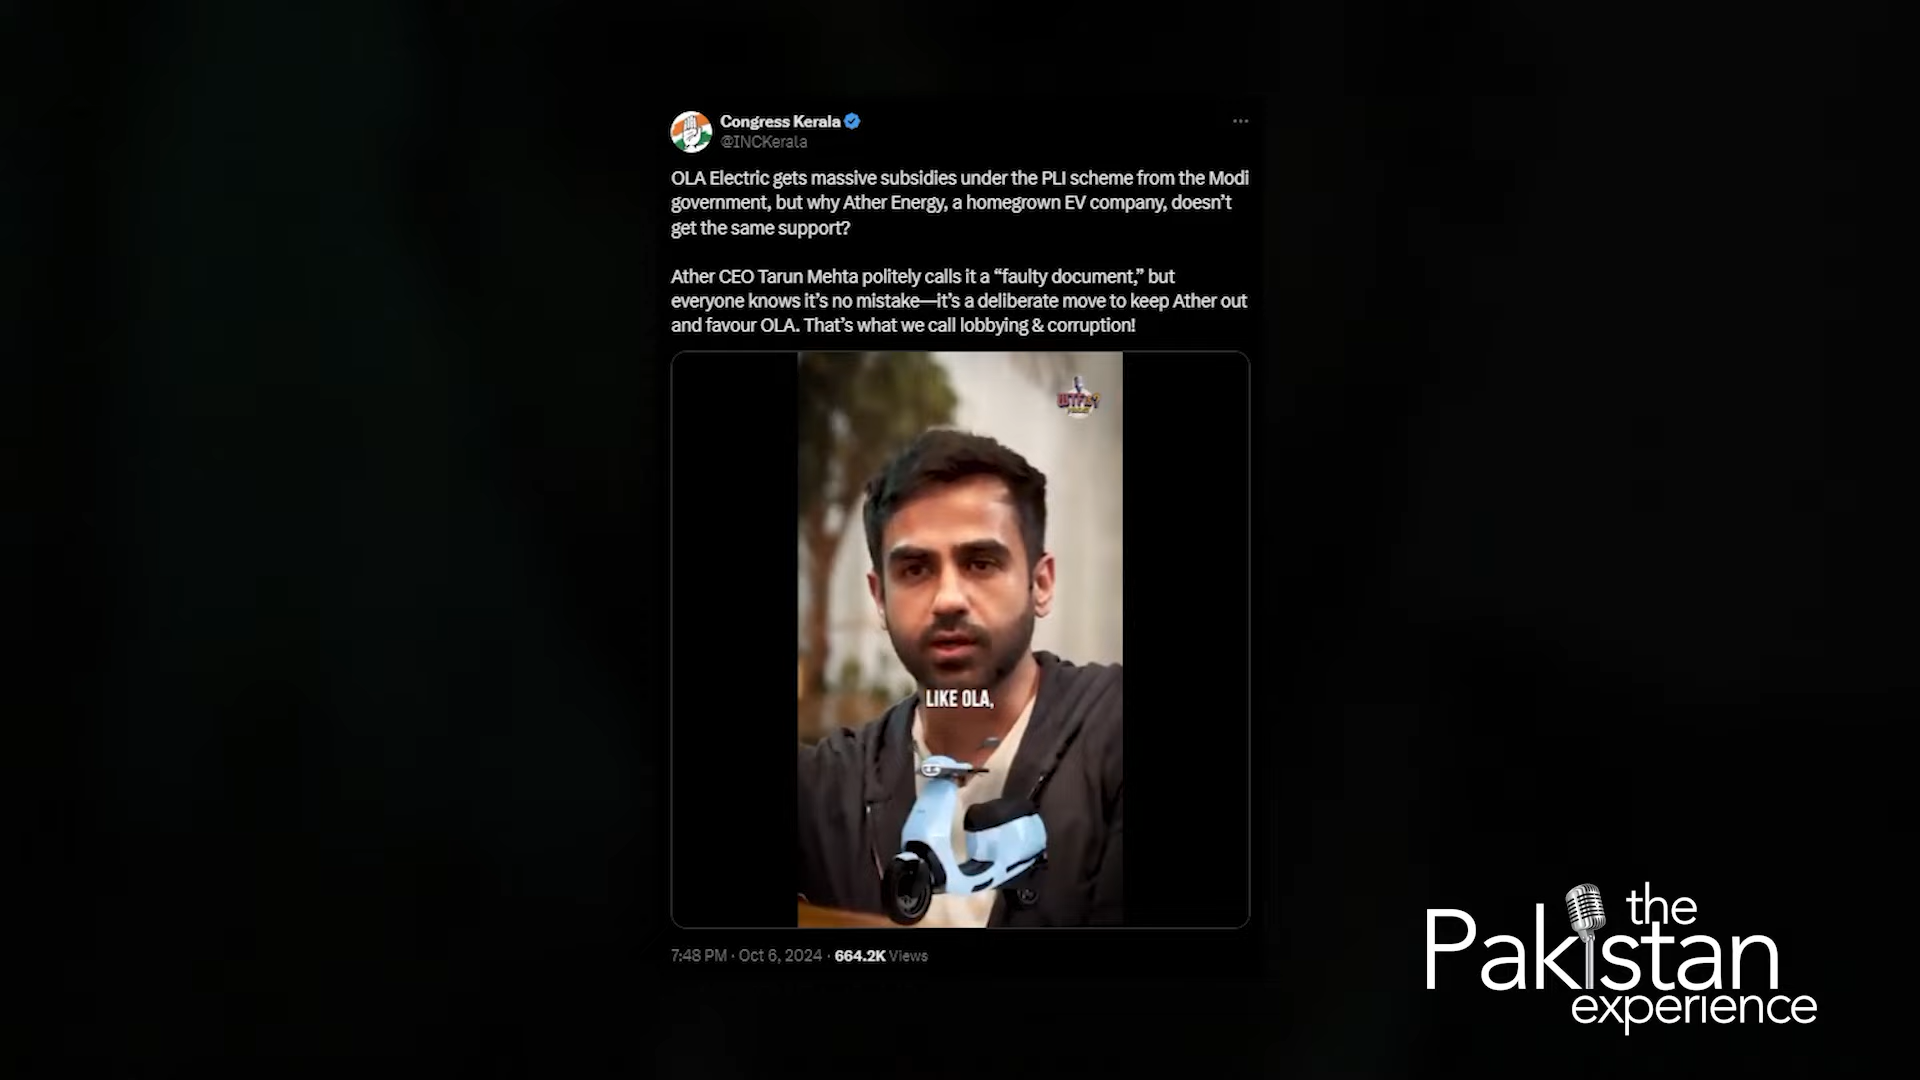 Congress Kerala
@INCKerala
OLA Electric gets massive subsidies under the PLI scheme from the Modi
government, but why Ather Energy, a homegrown EV company, doesn't
get the same support?
Ather CEO Tarun Mehta politely calls it a “faulty document,” but
everyone knows it's no mistake—it's a deliberate move to keep Ather out
and favour OLA. That's what we call lobbying & corruption!
LIKE OLA,
7:48 PM · Oct 6, 2024 · 664.2K Views
the
Pakistan
experience